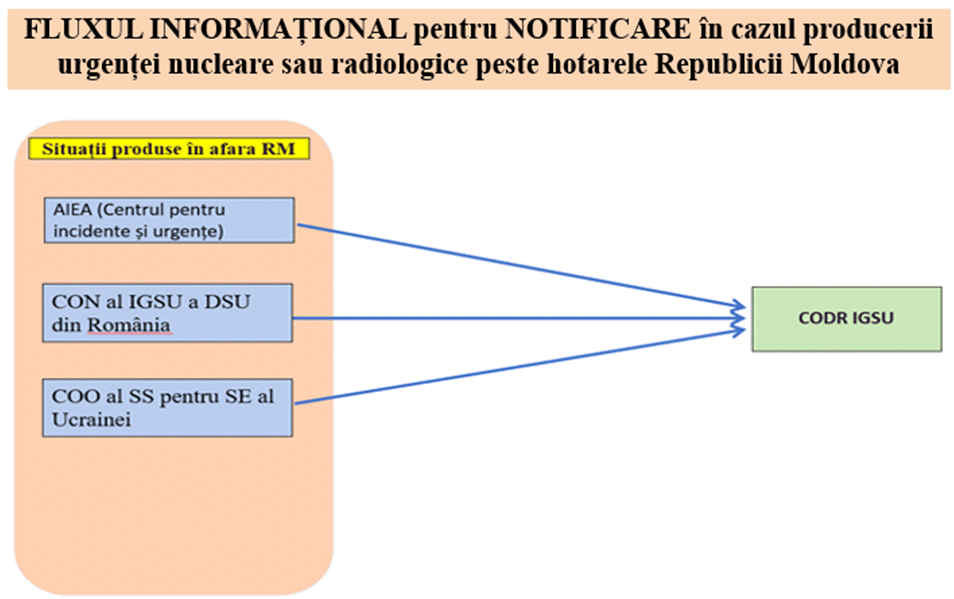 FLUXUL INFORMAȚIONAL pentru NOTIFICARE în cazul producerii
urgenței nucleare sau radiologice peste hotarele Republicii Moldova
Situații produse în afara RM
AIEA (Centrul pentru
incidente și urgențe)
CON al IGSU a DSU
din România
COO al SS pentru SE al
Ucrainei
CODR IGSU